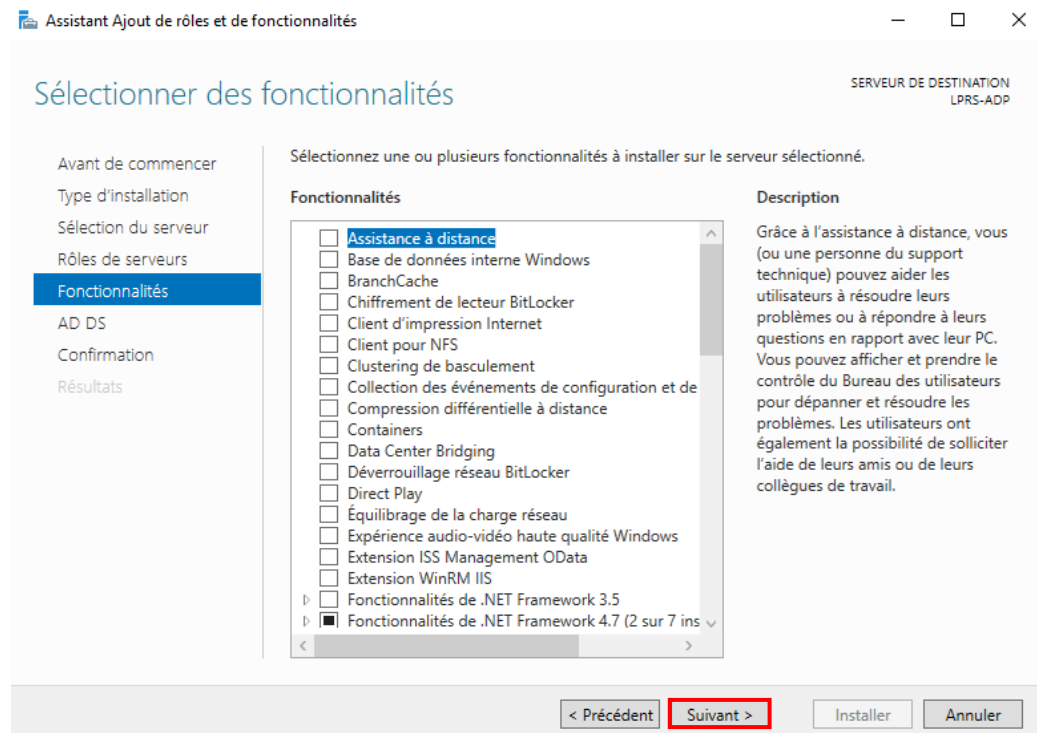 Assistant Ajout de rôles et de fonctionnalités
Sélectionner des fonctionnalités
SERVEUR DE DESTINATION
LPRS-ADP
Avant de commencer
Type d'installation
Sélection du serveur
Rôles de serveurs
Fonctionnalités
AD DS
Confirmation
Résultats
Sélectionnez une ou plusieurs fonctionnalités à installer sur le serveur sélectionné.
Fonctionnalités
Assistance à distance
Base de données interne Windows
BranchCache
Chiffrement de lecteur BitLocker
Client d'impression Internet
Client pour NFS
Clustering de basculement
Collection des événements de configuration et de
Compression différentielle à distance
Containers
Data Center Bridging
Déverrouillage réseau BitLocker
Direct Play
Équilibrage de la charge réseau
Expérience audio-vidéo haute qualité Windows
Extension ISS Management OData
Extension WinRM IIS
Fonctionnalités de .NET Framework 3.5
Fonctionnalités de .NET Framework 4.7 (2 sur 7 ins
Description
Grâce à l'assistance à distance, vous
(ou une personne du support
technique) pouvez aider les
utilisateurs à résoudre leurs
problèmes ou à répondre à leurs
questions en rapport avec leur PC.
Vous pouvez afficher et prendre le
contrôle du Bureau des utilisateurs
pour dépanner et résoudre les
problèmes. Les utilisateurs ont
également la possibilité de solliciter
l'aide de leurs amis ou de leurs
collègues de travail.
< Précédent
Suivant >
Installer
Annuler